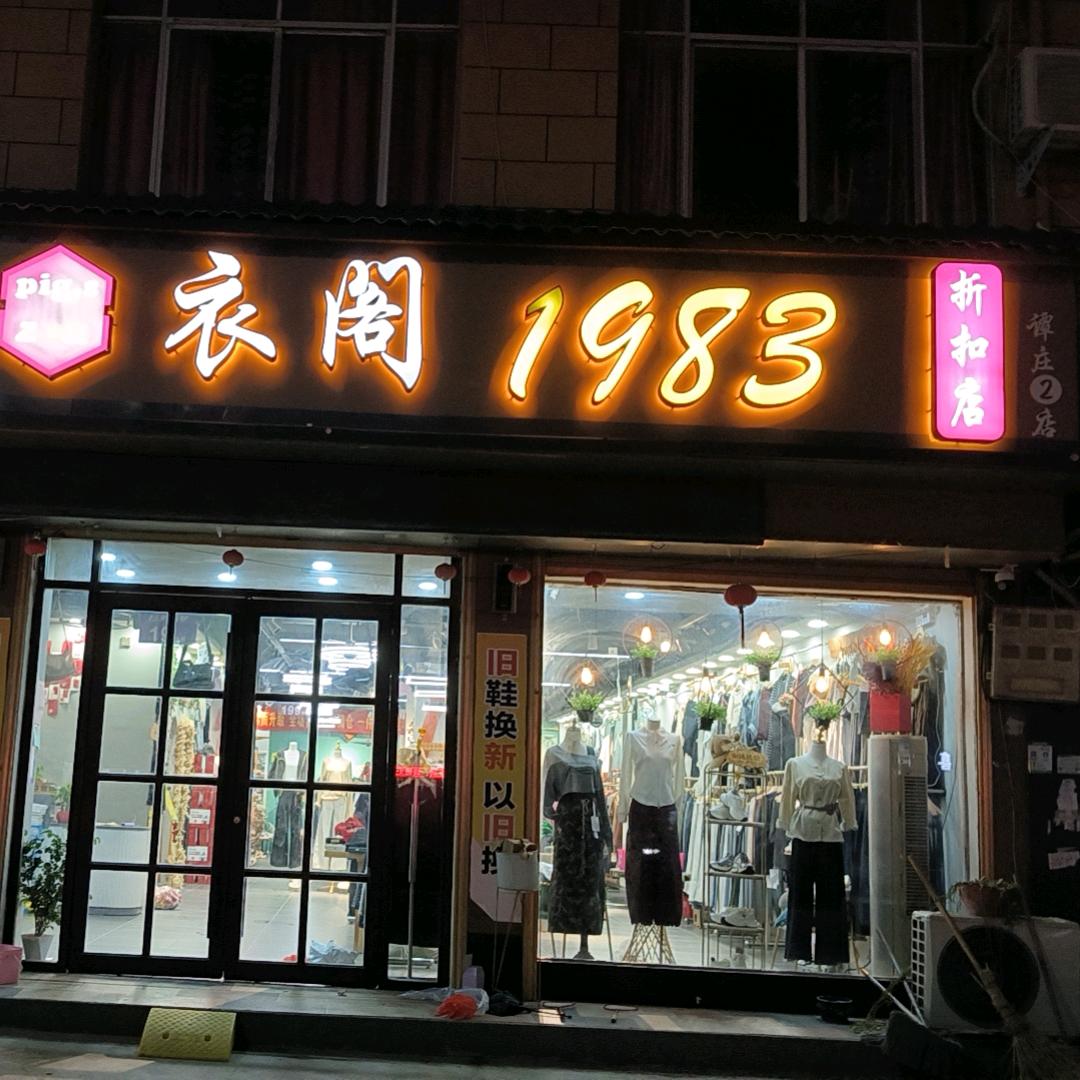 衣阁 1983
折扣店
谭庄2店
旧鞋换新以旧换